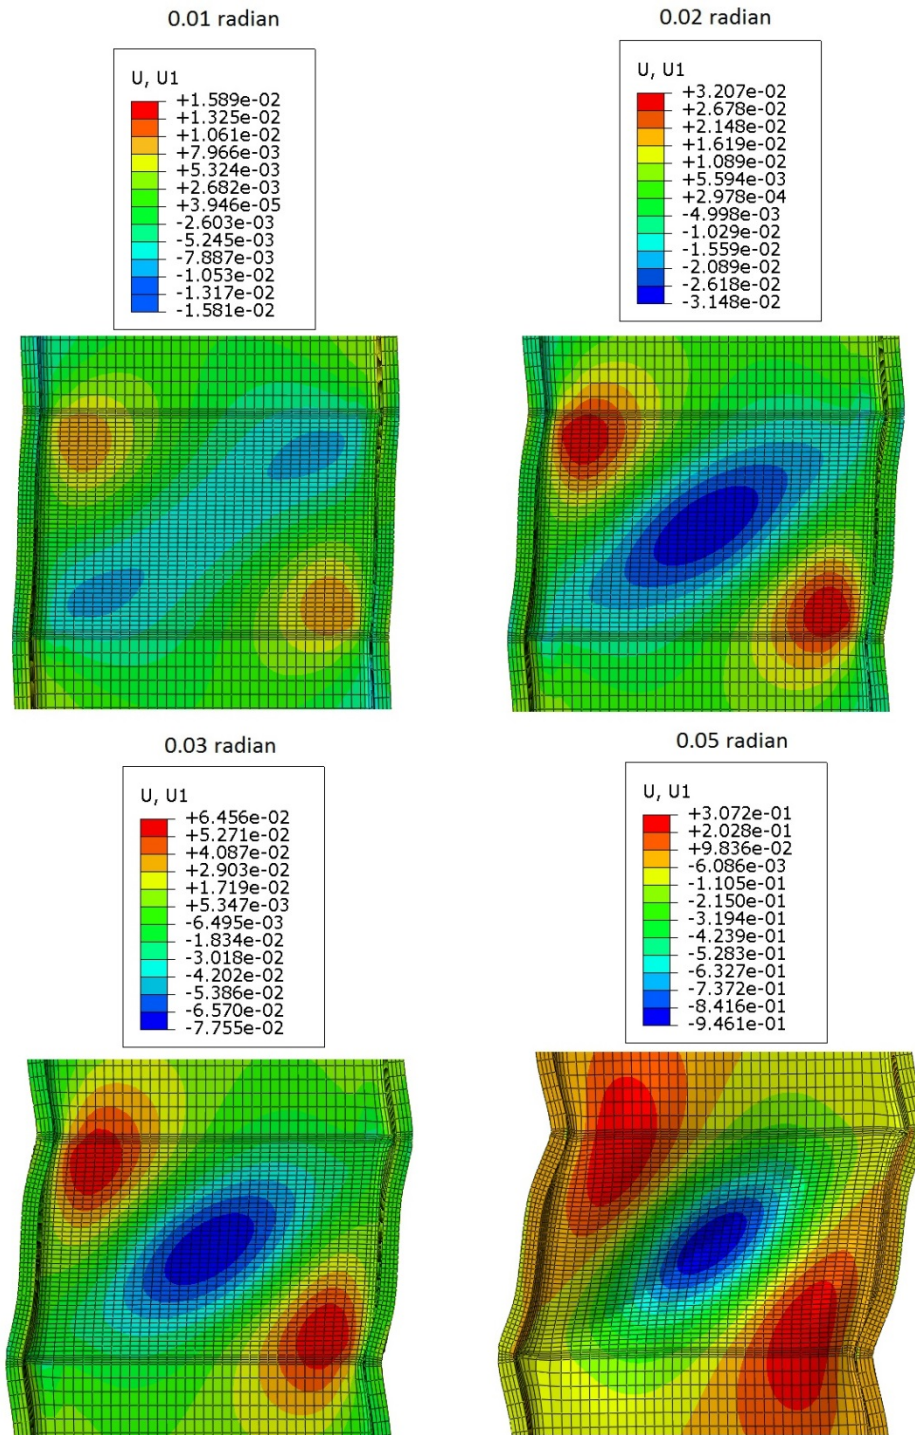 0.01 radian
U, U1
+1.589e-02
+1.325e-02
+1.061e-02
+7.966e-03
+5.324e-03
+2.682e-03
+3.946e-05
-2.603e-03
-5.245e-03
-7.887e-03
-1.053e-02
-1.317e-02
-1.581e-02
0.02 radian
U, U1
+3.207e-02
+2.678e-02
+2.148e-02
+1.619e-02
+1.089e-02
+5.594e-03
+2.978e-04
-4.998e-03
-1.029e-02
-1.559e-02
-2.089e-02
-2.618e-02
-3.148e-02
0.03 radian
U, U1
+6.456e-02
+5.271e-02
+4.087e-02
+2.903e-02
+1.719e-02
+5.347e-03
-6.495e-03
-1.834e-02
-3.018e-02
-4.202e-02
-5.386e-02
-6.570e-02
-7.755e-02
0.05 radian
U, U1
+3.072e-01
+2.028e-01
+9.836e-02
-6.086e-03
-1.105e-01
-2.150e-01
-3.194e-01
-4.239e-01
-5.283e-01
-6.327e-01
-7.372e-01
-8.416e-01
-9.461e-01